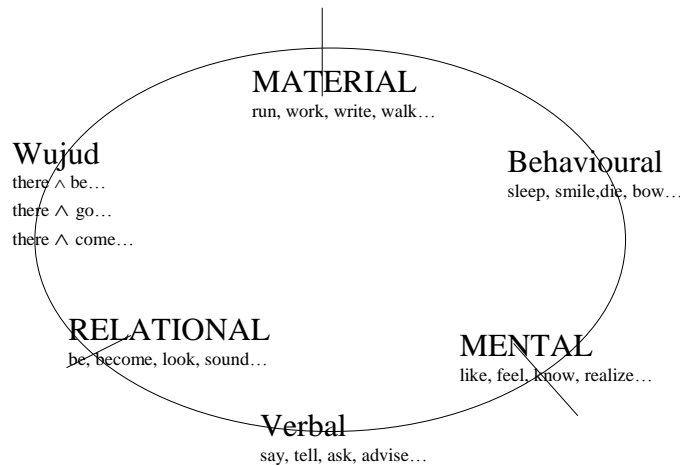 MATERIAL
run, work, write, walk…
Wujud
there ∧ be…
there ∧ go…
there ∧ come…
Behavioural
sleep, smile,die, bow…
RELATIONAL
be, become, look, sound…
MENTAL
like, feel, know, realize…
Verbal
say, tell, ask, advise…